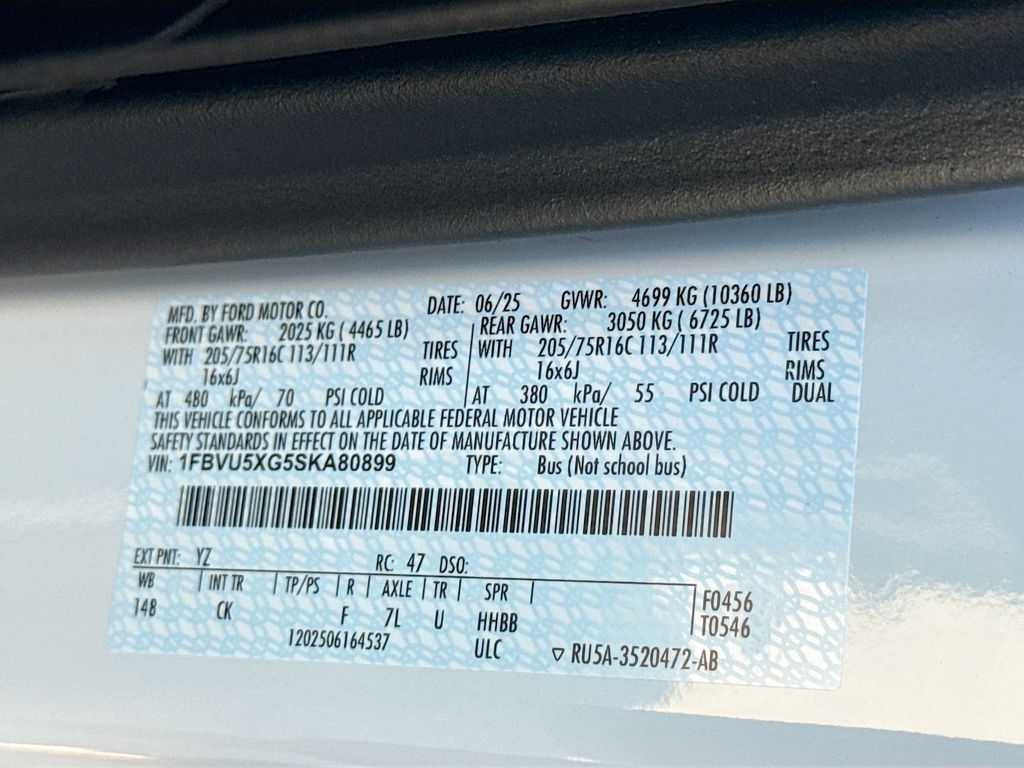 MFD. BY FORD MOTOR CO. DATE: 06/25 GVWR: 4699 KG (10360 LB)
FRONT GAWR: 2025 KG ( 4465 LB) REAR GAWR: 3050 KG ( 6725 LB)
WITH 205/75R16C 113/111R TIRES WITH 205/75R16C 113/111R TIRES
16x6J RIMS 16x6J RIMS
AT 480 kPa/ 70 PSI COLD AT 380 kPa/ 55 PSI COLD DUAL
THIS VEHICLE CONFORMS TO ALL APPLICABLE FEDERAL MOTOR VEHICLE
SAFETY STANDARDS IN EFFECT ON THE DATE OF MANUFACTURE SHOWN ABOVE.
VIN: 1FBVU5XG5SKA80899 TYPE: Bus (Not school bus)
EXT PNT: YZ RC: 47 DSO:
WB INT TR TP/PS R AXLE TR SPR
148 CK F 7L U HHBB F0456
T0546
1202506164537 ULC ▽ RU5A-3520472-AB